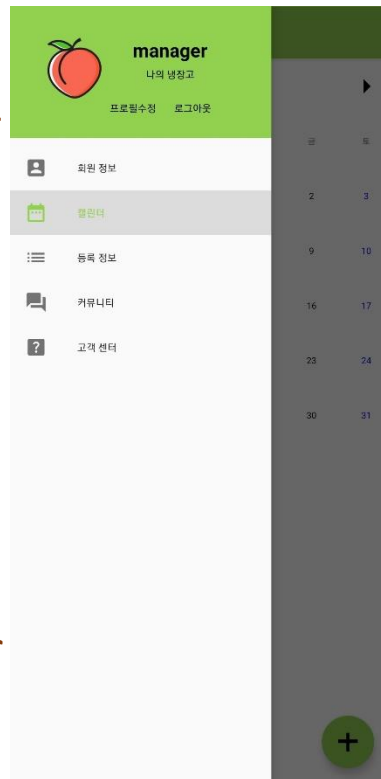 manager
나의 냉장고
프로필수정 로그아웃
회원 정보
캘린더
등록 정보
커뮤니티
고객 센터
금 토
2 3
9 10
16 17
23 24
30 31